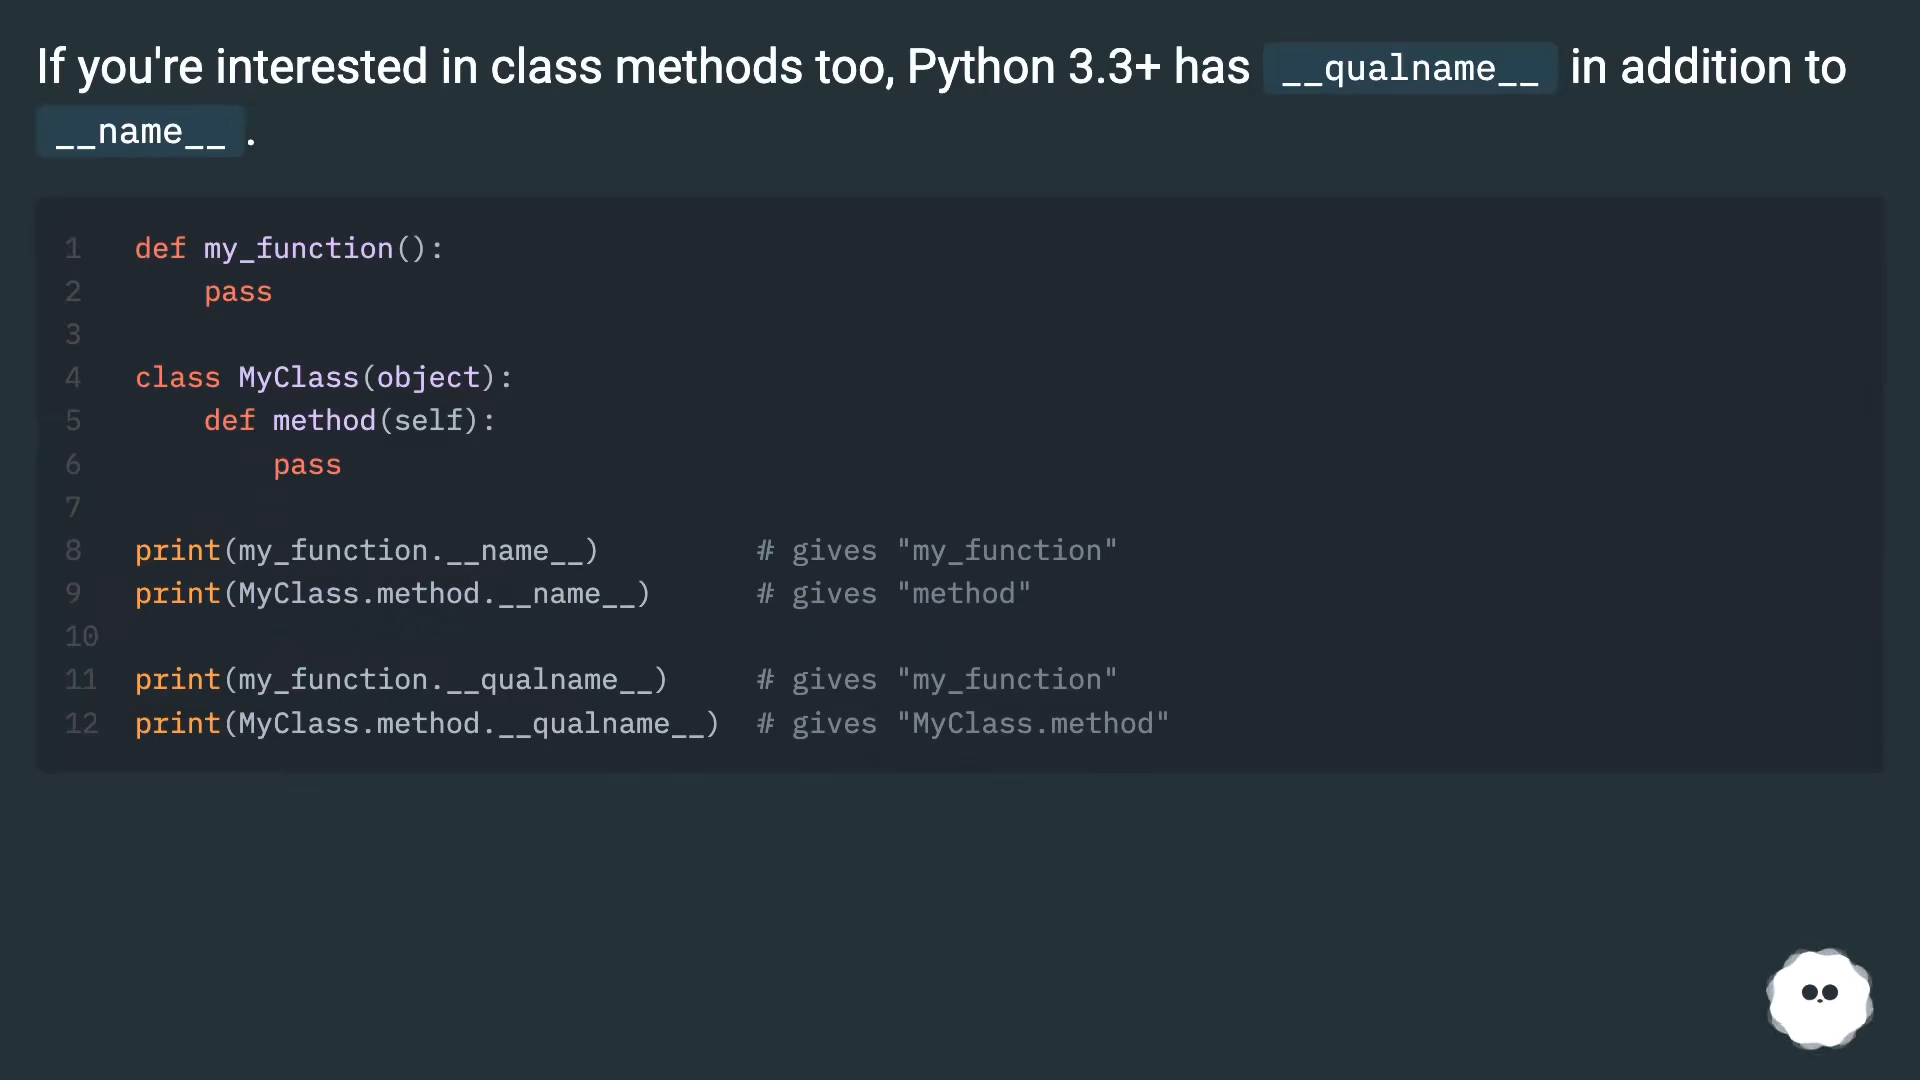 If you're interested in class methods too, Python 3.3+ has __qualname__ in addition to
__name__ .
1 def my_function():
2     pass
3
4 class MyClass(object):
5     def method(self):
6         pass
7
8 print(my_function.__name__)         # gives "my_function"
9 print(MyClass.method.__name__)      # gives "method"
10
11 print(my_function.__qualname__)     # gives "my_function"
12 print(MyClass.method.__qualname__)  # gives "MyClass.method"